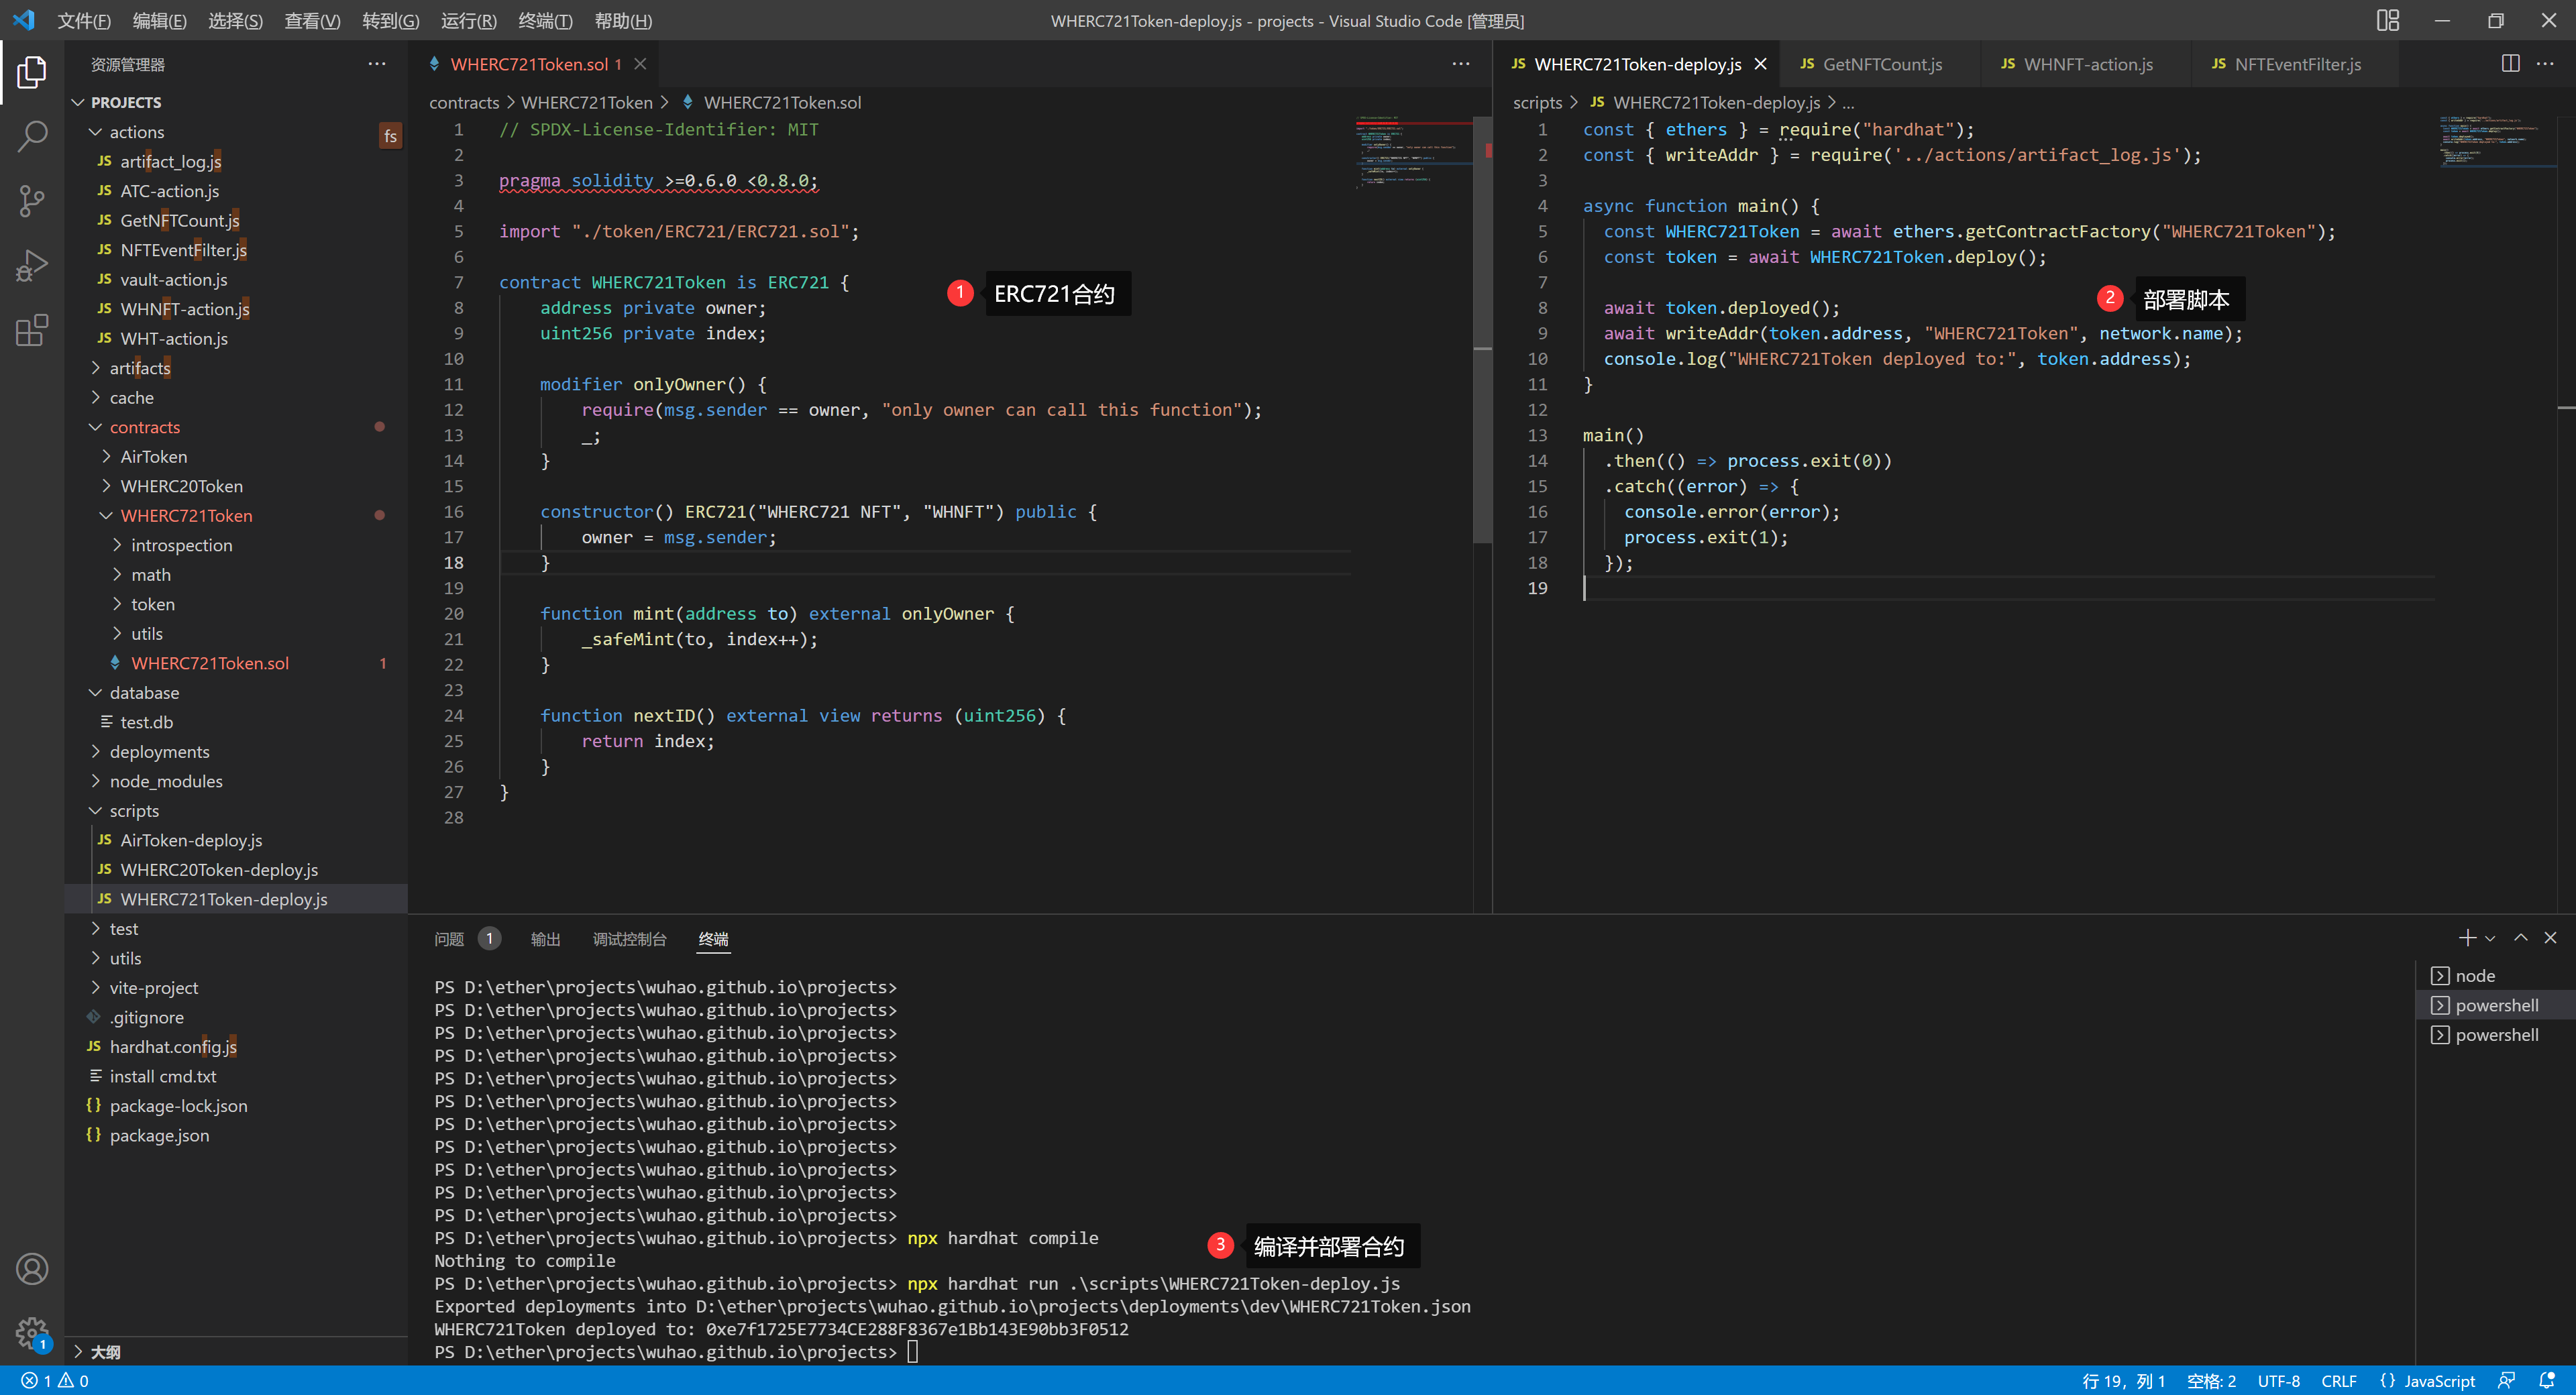 文件(F) 编辑(E) 选择(S) 查看(V) 转到(G) 运行(R) 终端(T) 帮助(H)
WHERC721Token-deploy.js - projects - Visual Studio Code [管理员]
资源管理器
PROJECTS
actions
fs
JS artifact_log.js
JS ATC-action.js
JS GetNFTCount.js
JS NFTEventFilter.js
JS vault-action.js
JS WHNFT-action.js
JS WHT-action.js
artifacts
cache
contracts
AirToken
WHERC20Token
WHERC721Token
introspection
math
token
utils
WHERC721Token.sol 1
database
test.db
deployments
node_modules
scripts
JS AirToken-deploy.js
JS WHERC20Token-deploy.js
JS WHERC721Token-deploy.js
test
utils
vite-project
.gitignore
JS hardhat.config.js
install cmd.txt
{} package-lock.json
{} package.json
大纲
WHERC721Token.sol 1
contracts > WHERC721Token > WHERC721Token.sol
1 // SPDX-License-Identifier: MIT
2
3 pragma solidity >=0.6.0 <0.8.0;
4
5 import "./token/ERC721/ERC721.sol";
6
7 contract WHERC721Token is ERC721 {
8 address private owner;
9 uint256 private index;
10
11 modifier onlyOwner() {
12 require(msg.sender == owner, "only owner can call this function");
13 _;
14 }
15
16 constructor() ERC721("WHERC721 NFT", "WHNFT") public {
17 owner = msg.sender;
18 }
19
20 function mint(address to) external onlyOwner {
21 _safeMint(to, index++);
22 }
23
24 function nextID() external view returns (uint256) {
25 return index;
26 }
27 }
28
1 ERC721合约
JS WHERC721Token-deploy.js JS GetNFTCount.js JS WHNFT-action.js JS NFTEventFilter.js
scripts > JS WHERC721Token-deploy.js > ...
1 const { ethers } = require("hardhat");
2 const { writeAddr } = require('../actions/artifact_log.js');
3
4 async function main() {
5 const WHERC721Token = await ethers.getContractFactory("WHERC721Token");
6 const token = await WHERC721Token.deploy();
7
8 await token.deployed();
9 await writeAddr(token.address, "WHERC721Token", network.name);
10 console.log("WHERC721Token deployed to:", token.address);
11 }
12
13 main()
14 .then(() => process.exit(0))
15 .catch((error) => {
16 console.error(error);
17 process.exit(1);
18 });
19
2 部署脚本
问题 1 输出 调试控制台 终端
PS D:\ether\projects\wuhao.github.io\projects>
PS D:\ether\projects\wuhao.github.io\projects>
PS D:\ether\projects\wuhao.github.io\projects>
PS D:\ether\projects\wuhao.github.io\projects>
PS D:\ether\projects\wuhao.github.io\projects>
PS D:\ether\projects\wuhao.github.io\projects>
PS D:\ether\projects\wuhao.github.io\projects>
PS D:\ether\projects\wuhao.github.io\projects>
PS D:\ether\projects\wuhao.github.io\projects>
PS D:\ether\projects\wuhao.github.io\projects>
PS D:\ether\projects\wuhao.github.io\projects>
PS D:\ether\projects\wuhao.github.io\projects> npx hardhat compile
Nothing to compile
PS D:\ether\projects\wuhao.github.io\projects> npx hardhat run .\scripts\WHERC721Token-deploy.js
Exported deployments into D:\ether\projects\wuhao.github.io\projects\deployments\dev\WHERC721Token.json
WHERC721Token deployed to: 0xe7f1725E7734CE288F8367e1Bb143E90bb3F0512
PS D:\ether\projects\wuhao.github.io\projects>
3 编译并部署合约
node
powershell
powershell
1
1 0
行 19，列 1 空格: 2 UTF-8 CRLF {} JavaScript